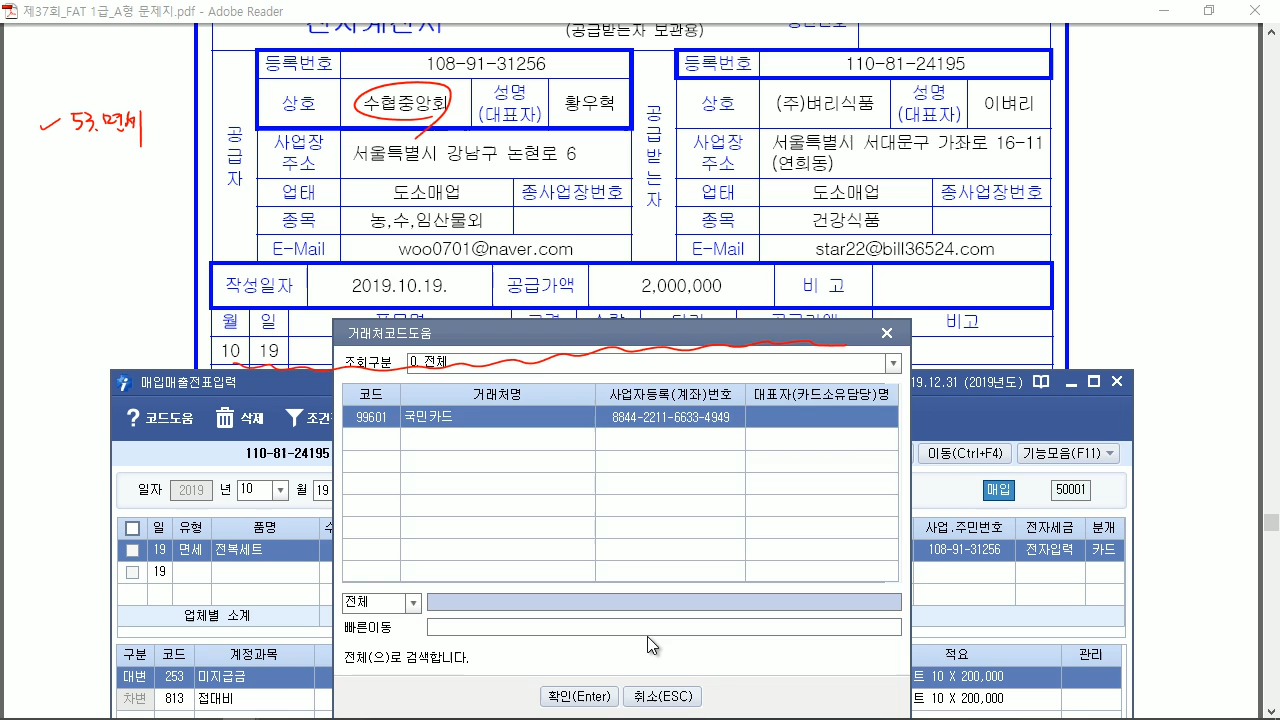 제37회_FAT 1급_A형 문제지.pdf - Adobe Reader
(공급받는자 보관용)
✓ 53.면세
공급자
등록번호 108-91-31256
상호 수협중앙회 성명(대표자) 황우혁
사업장 주소 서울특별시 강남구 논현로 6
업태 도소매업 종사업장번호
종목 농,수,임산물외
E-Mail woo0701@naver.com
공급받는자
등록번호 110-81-24195
상호 (주)벼리식품 성명(대표자) 이벼리
사업장 주소 서울특별시 서대문구 가좌로 16-11 (연희동)
업태 도소매업 종사업장번호
종목 건강식품
E-Mail star22@bill36524.com
작성일자 2019.10.19. 공급가액 2,000,000 비 고
월 일 비고
10 19
거래처코드도움
조회구분 0. 전체
코드 거래처명 사업자등록(계좌)번호 대표자(카드소유담당)명
99601 국민카드 8844-2211-6633-4949
전체
빠른이동
전체(으)로 검색합니다.
확인(Enter) 취소(ESC)
매입매출전표입력 19.12.31 (2019년도)
코드도움 삭제 조건
110-81-24195 이동(Ctrl+F4) 기능모음(F11)
일자 2019 년 10 월 19 매입 50001
일 유형 품명 수 사업.주민번호 전자세금 분개
19 면세 전복세트 108-91-31256 전자입력 카드
19
업체별 소계
구분 코드 계정과목 적요 관리
대변 253 미지급금 트 10 X 200,000
차변 813 접대비 트 10 X 200,000